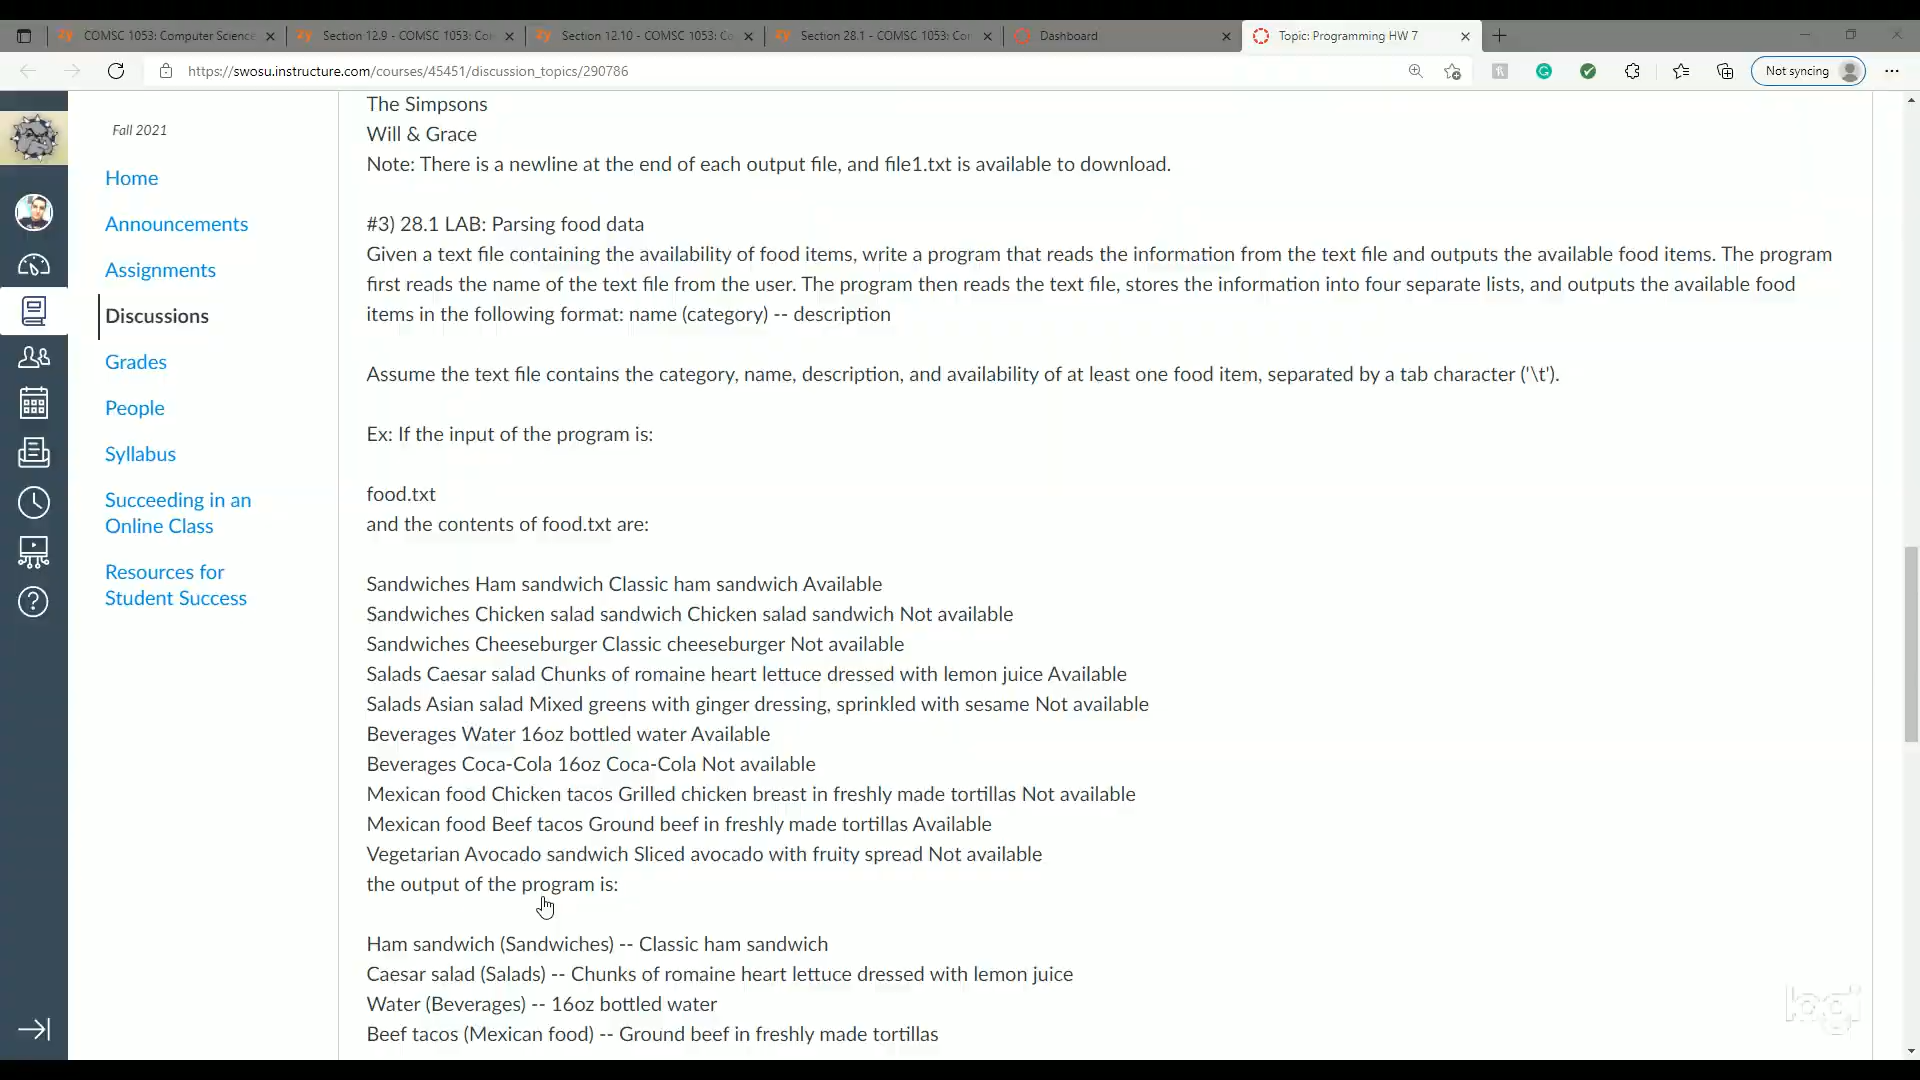 COMSC 1053: Computer Science
Section 12.9 - COMSC 1053: Co
Section 12.10 - COMSC 1053: Co
Section 28.1 - COMSC 1053: Co
Dashboard
Topic: Programming HW 7
https://swosu.instructure.com/courses/45451/discussion_topics/290786
Not syncing
Fall 2021
Home
Announcements
Assignments
Discussions
Grades
People
Syllabus
Succeeding in an
Online Class
Resources for
Student Success
The Simpsons
Will & Grace
Note: There is a newline at the end of each output file, and file1.txt is available to download.
#3) 28.1 LAB: Parsing food data
Given a text file containing the availability of food items, write a program that reads the information from the text file and outputs the available food items. The program
first reads the name of the text file from the user. The program then reads the text file, stores the information into four separate lists, and outputs the available food
items in the following format: name (category) -- description
Assume the text file contains the category, name, description, and availability of at least one food item, separated by a tab character ('\t').
Ex: If the input of the program is:
food.txt
and the contents of food.txt are:
Sandwiches Ham sandwich Classic ham sandwich Available
Sandwiches Chicken salad sandwich Chicken salad sandwich Not available
Sandwiches Cheeseburger Classic cheeseburger Not available
Salads Caesar salad Chunks of romaine heart lettuce dressed with lemon juice Available
Salads Asian salad Mixed greens with ginger dressing, sprinkled with sesame Not available
Beverages Water 16oz bottled water Available
Beverages Coca-Cola 16oz Coca-Cola Not available
Mexican food Chicken tacos Grilled chicken breast in freshly made tortillas Not available
Mexican food Beef tacos Ground beef in freshly made tortillas Available
Vegetarian Avocado sandwich Sliced avocado with fruity spread Not available
the output of the program is:
Ham sandwich (Sandwiches) -- Classic ham sandwich
Caesar salad (Salads) -- Chunks of romaine heart lettuce dressed with lemon juice
Water (Beverages) -- 16oz bottled water
Beef tacos (Mexican food) -- Ground beef in freshly made tortillas
logi